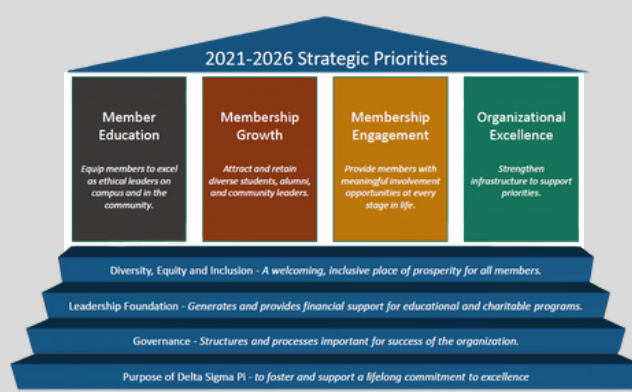 2021-2026 Strategic Priorities
Member
Education
Equip members to excel
as ethical leaders on
campus and in the
community.
Membership
Growth
Attract and retain
diverse students, alumni,
and community leaders.
Membership
Engagement
Provide members with
meaningful involvement
opportunities at every
stage in life.
Organizational
Excellence
Strengthen
infrastructure to support
priorities.
Diversity, Equity and Inclusion - A welcoming, inclusive place of prosperity for all members.
Leadership Foundation - Generates and provides financial support for educational and charitable programs.
Governance - Structures and processes important for success of the organization.
Purpose of Delta Sigma Pi - to foster and support a lifelong commitment to excellence